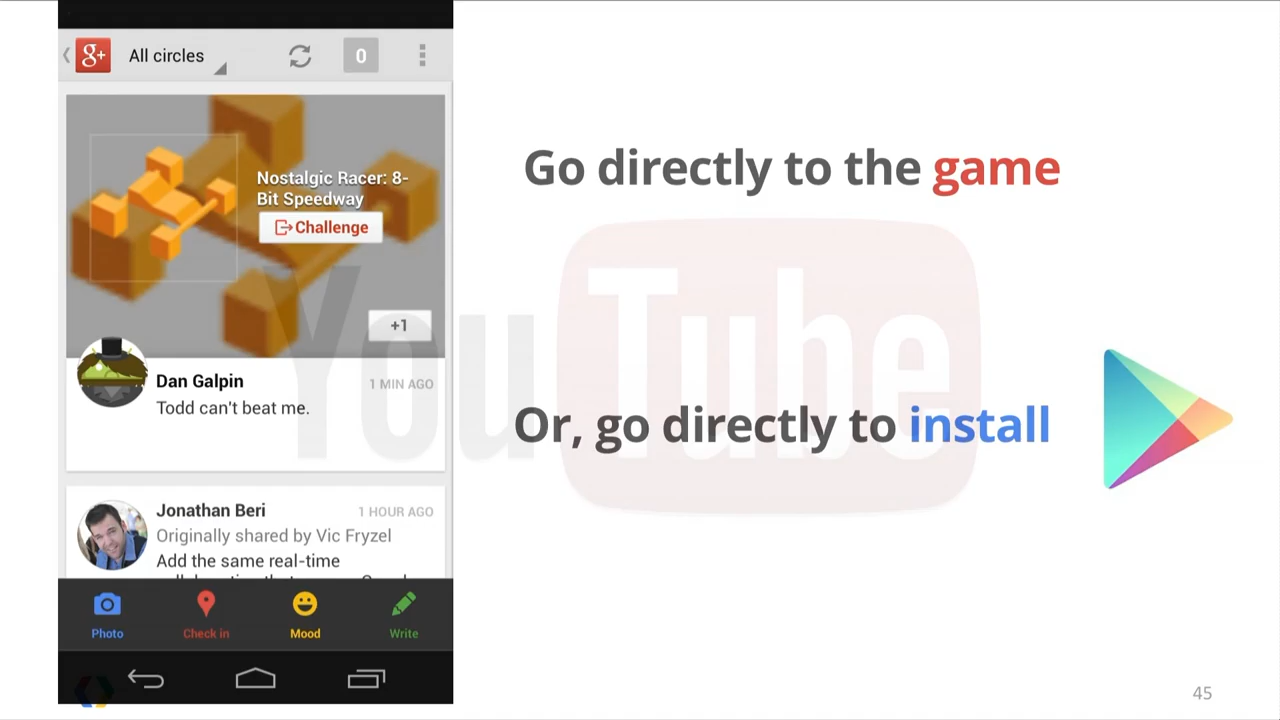 g+ All circles 0
Nostalgic Racer: 8-
Bit Speedway
Challenge
+1
Dan Galpin 1 MIN AGO
Todd can't beat me.
Jonathan Beri 1 HOUR AGO
Originally shared by Vic Fryzel
Add the same real-time
Photo Check in Mood Write
Go directly to the game
YouTube
Or, go directly to install
45